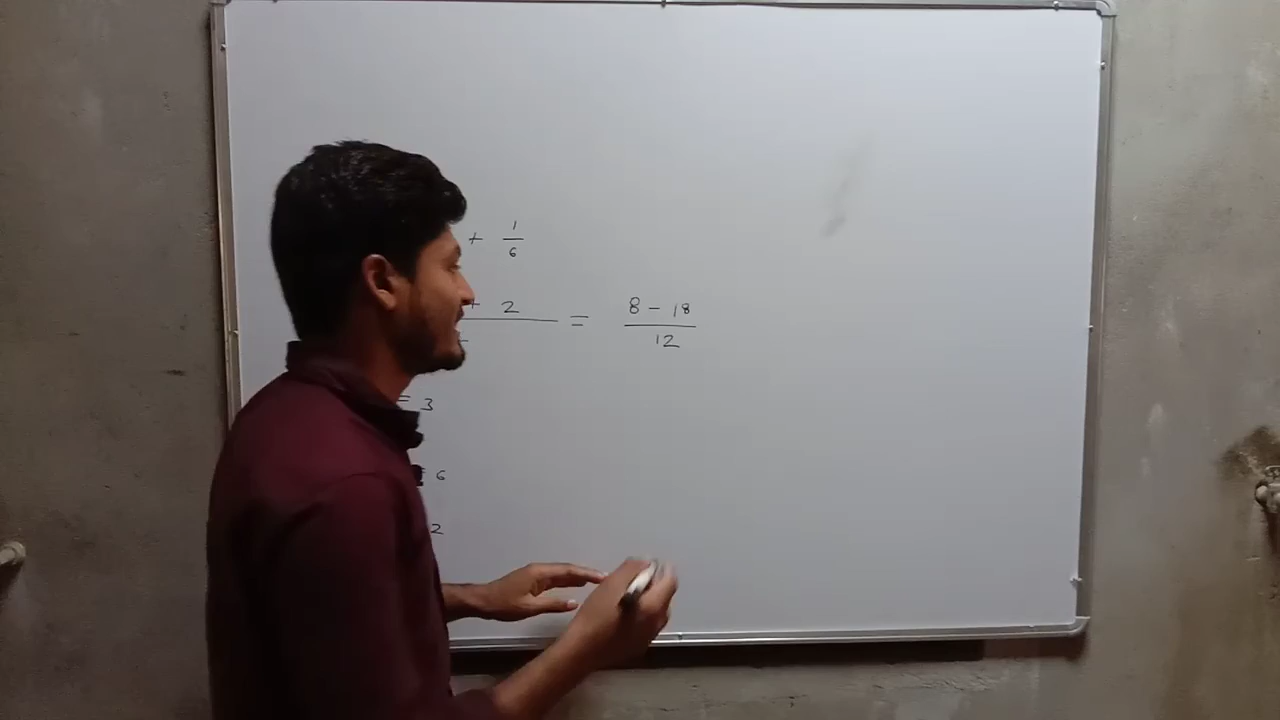 + 1/6
+ 2 = 8 - 18 / 12
= 3
= 6
2